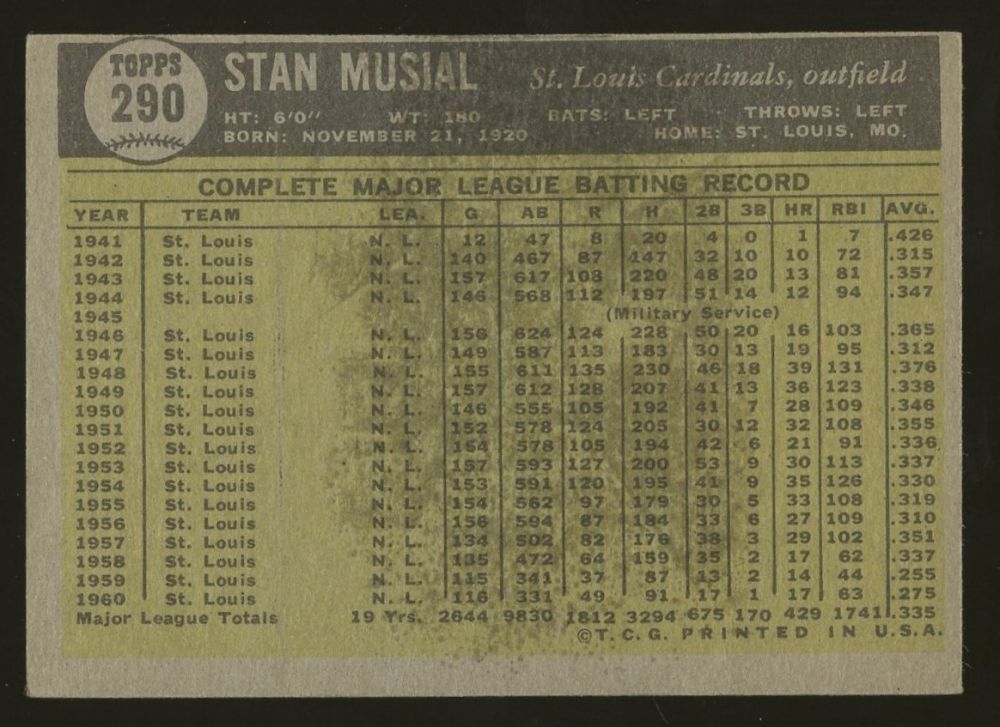 TOPPS 290
STAN MUSIAL St. Louis Cardinals, outfield
HT: 6'0" WT: 180 BATS: LEFT THROWS: LEFT
BORN: NOVEMBER 21, 1920 HOME: ST. LOUIS, MO.
COMPLETE MAJOR LEAGUE BATTING RECORD
YEAR TEAM LEA. G AB R H 2B 3B HR RBI AVG.
1941 St. Louis N. L. 12 47 8 20 4 0 1 7 .426
1942 St. Louis N. L. 140 467 87 147 32 10 10 72 .315
1943 St. Louis N. L. 157 617 108 220 48 20 13 81 .357
1944 St. Louis N. L. 146 568 112 197 51 14 12 94 .347
1945 (Military Service)
1946 St. Louis N. L. 156 624 124 228 50 20 16 103 .365
1947 St. Louis N. L. 149 587 113 183 30 13 19 95 .312
1948 St. Louis N. L. 155 611 135 230 46 18 39 131 .376
1949 St. Louis N. L. 157 612 128 207 41 13 36 123 .338
1950 St. Louis N. L. 146 555 105 192 41 7 28 109 .346
1951 St. Louis N. L. 152 578 124 205 30 12 32 108 .355
1952 St. Louis N. L. 154 578 105 194 42 6 21 91 .336
1953 St. Louis N. L. 157 593 127 200 53 9 30 113 .337
1954 St. Louis N. L. 153 591 120 195 41 9 35 126 .330
1955 St. Louis N. L. 154 562 97 179 30 5 33 108 .319
1956 St. Louis N. L. 156 594 87 184 33 6 27 109 .310
1957 St. Louis N. L. 134 502 82 176 38 3 29 102 .351
1958 St. Louis N. L. 135 472 64 159 35 2 17 62 .337
1959 St. Louis N. L. 115 341 37 87 13 2 14 44 .255
1960 St. Louis N. L. 116 331 49 91 17 1 17 63 .275
Major League Totals 19 Yrs. 2644 9830 1812 3294 675 170 429 1741 .335
©T. C. G. PRINTED IN U.S.A.